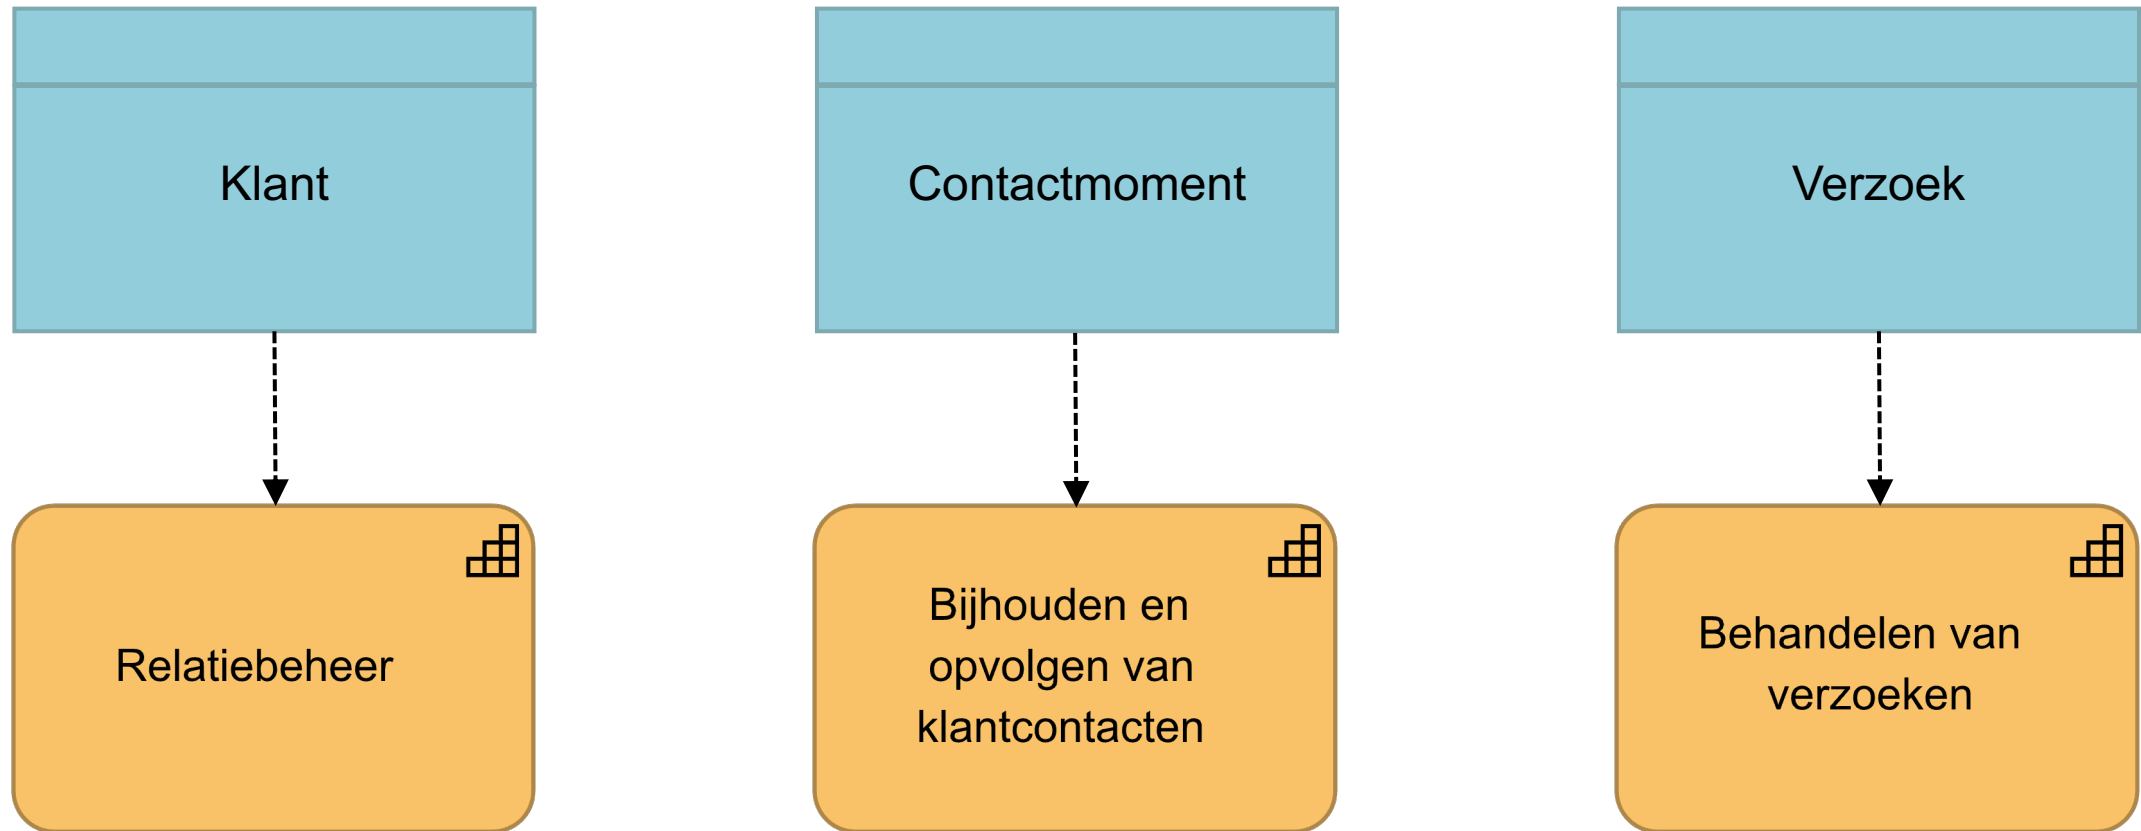 Klant
Contactmoment
Verzoek
Relatiebeheer
Bijhouden en
opvolgen van
klantcontacten
Behandelen van
verzoeken